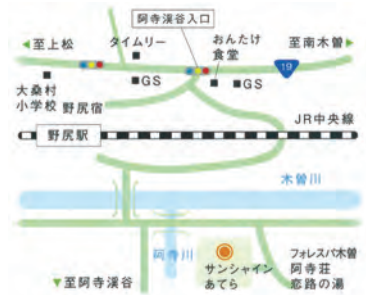 阿寺渓谷入口
◀至上松
タイムリー
おんたけ
食堂
至南木曽▶
GS
GS
19
大桑村
小学校
野尻宿
JR中央線
野尻駅
木曽川
阿寺川
サンシャイン
あてら
フォレスパ木曽
阿寺荘
恋路の湯
▼至阿寺渓谷